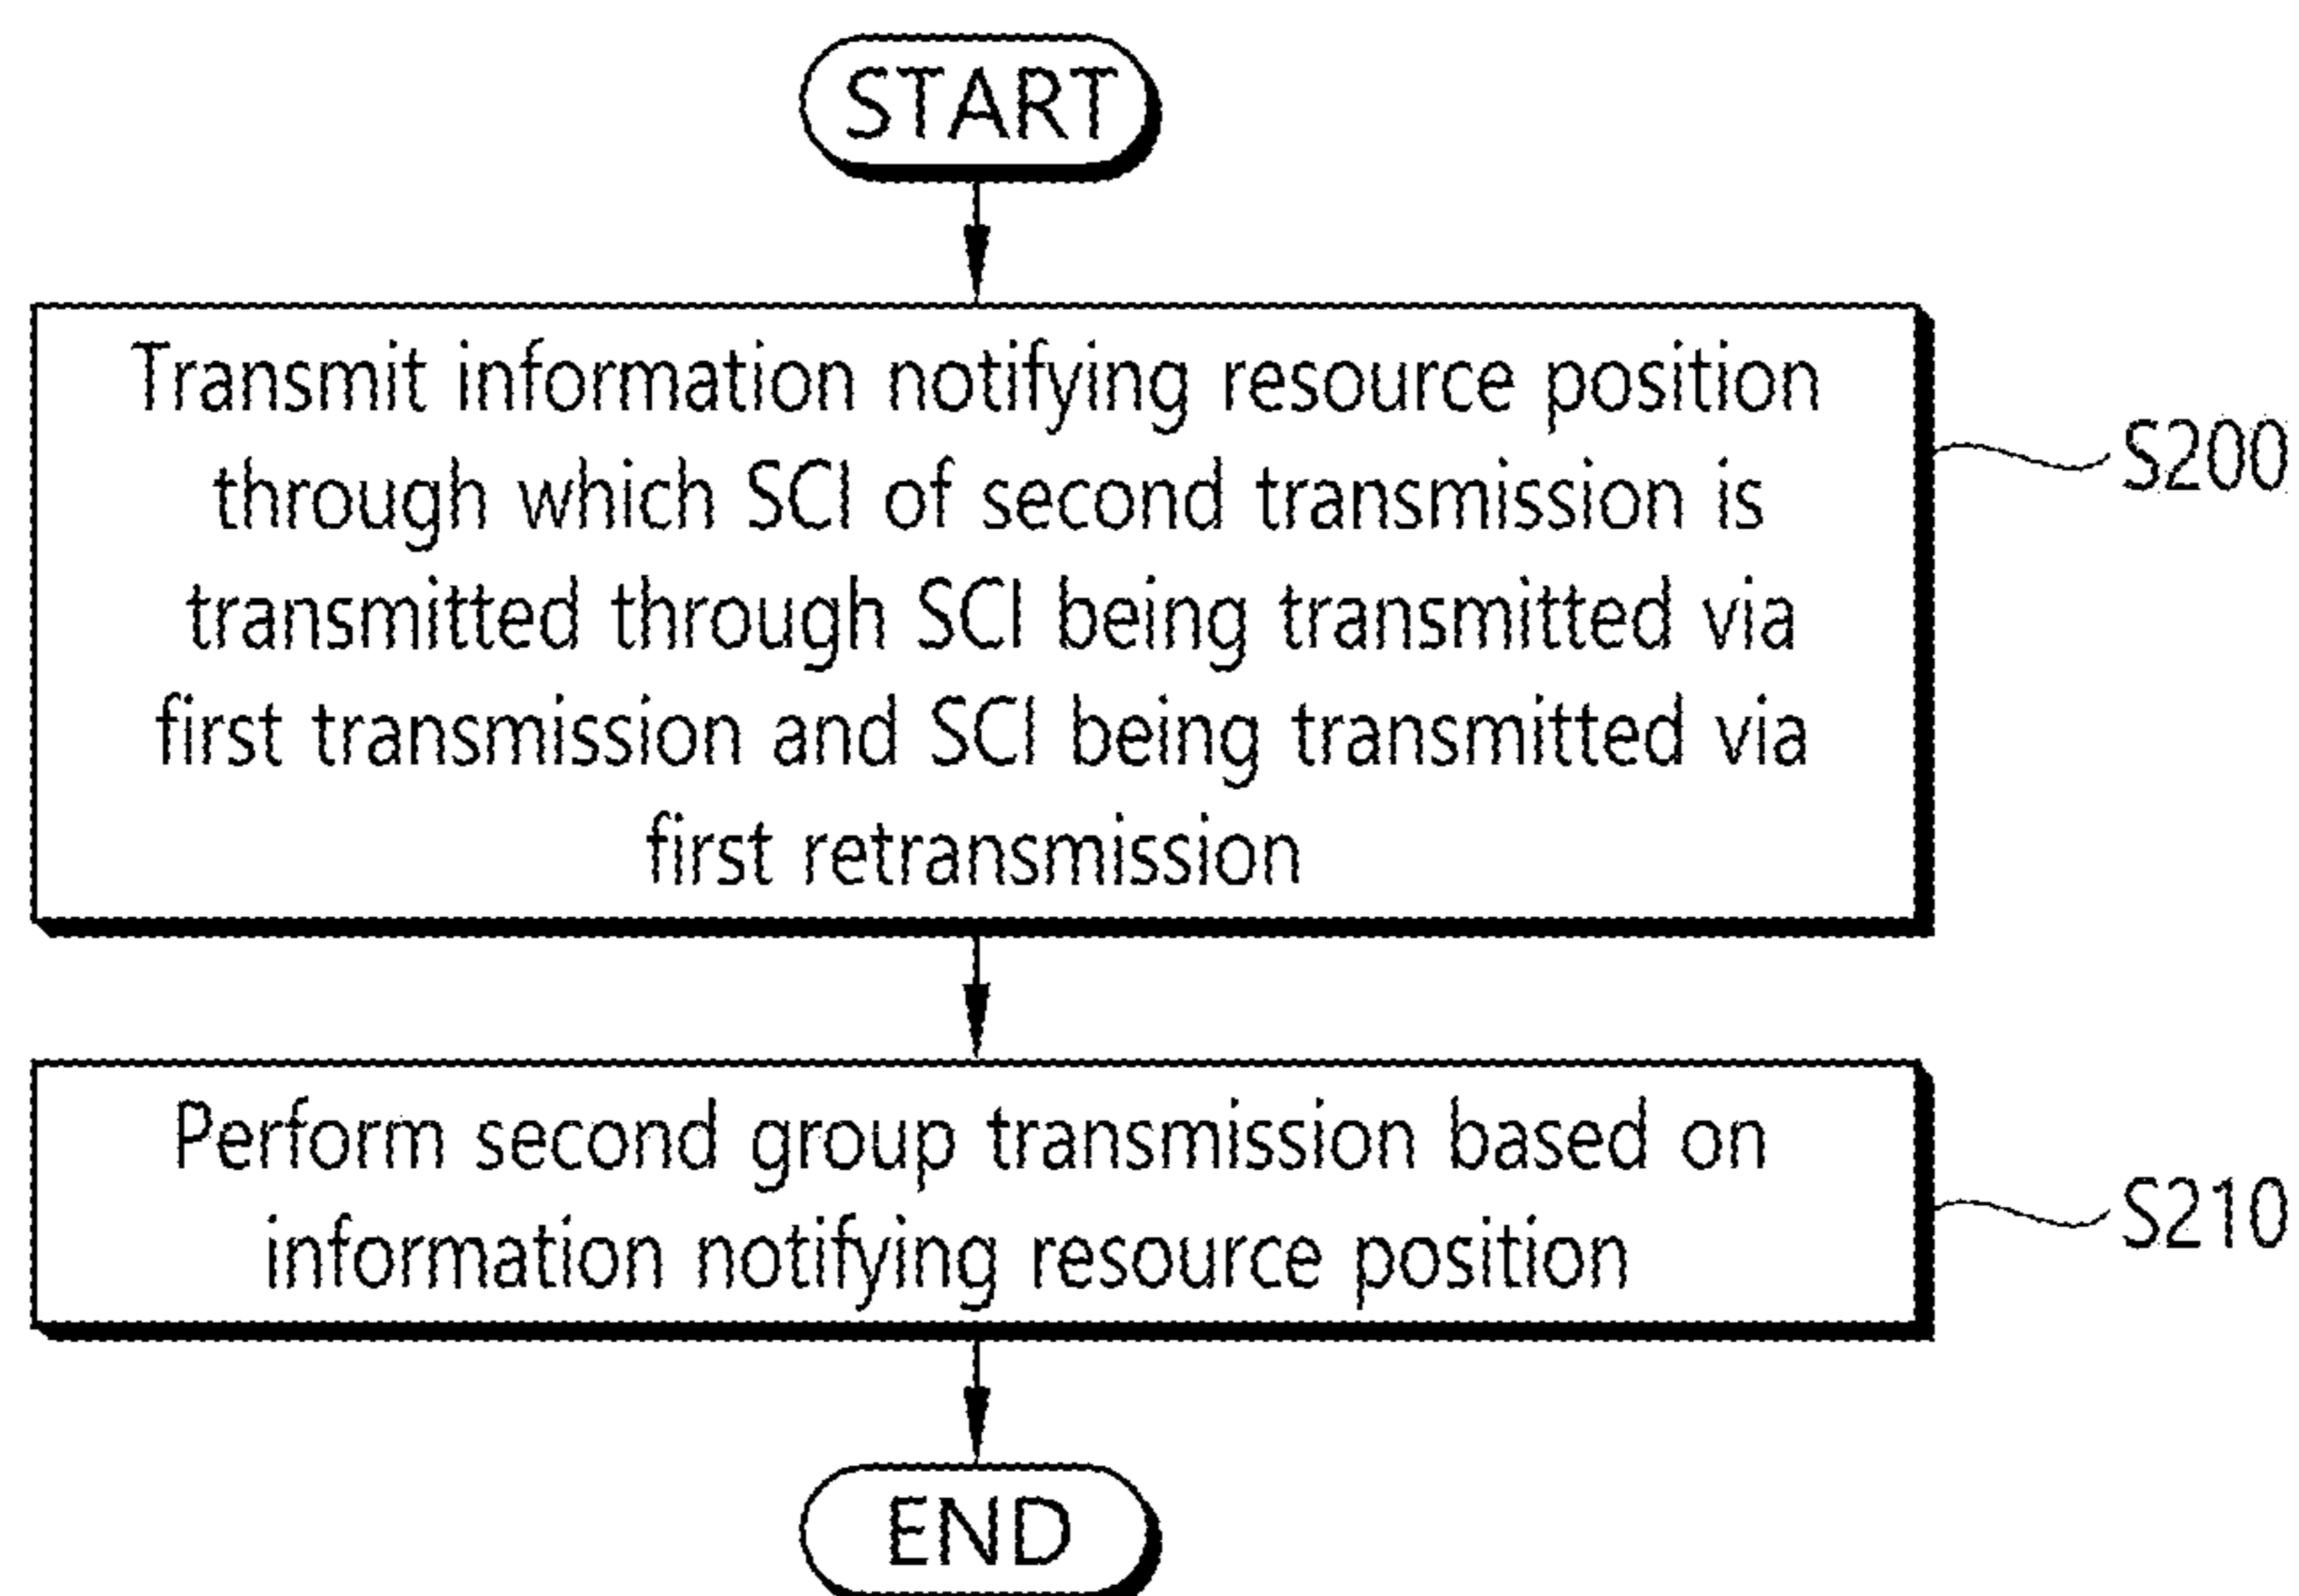 START
Transmit information notifying resource position
through which SCI of second transmission is
transmitted through SCI being transmitted via
first transmission and SCI being transmitted via
first retransmission
S200
Perform second group transmission based on
information notifying resource position
S210
END